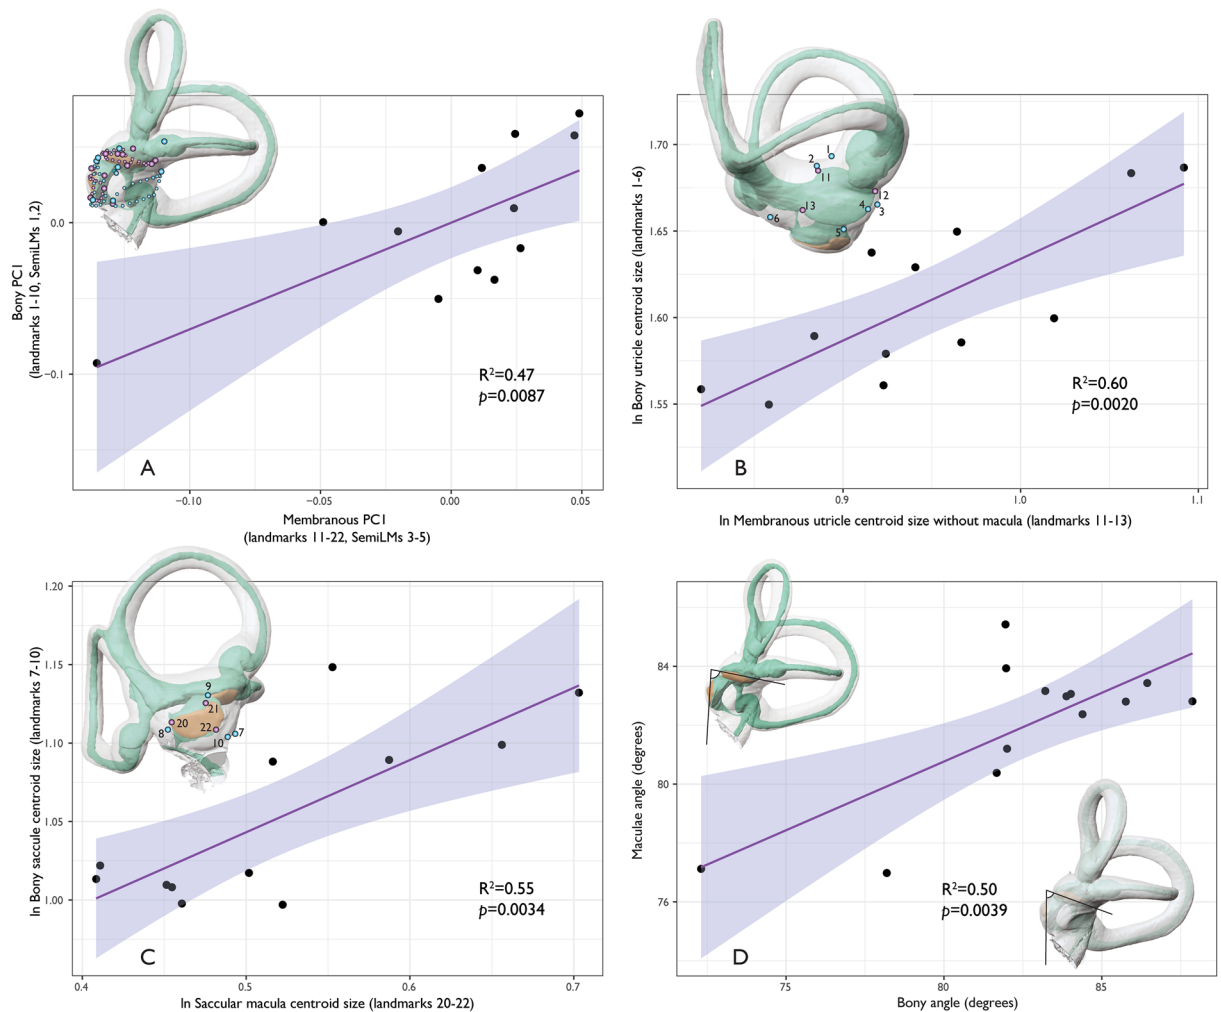 Bony PC1
(landmarks 1-10, SemiLMs 1,2)
0.0
−0.1
R²=0.47
p=0.0087
A
−0.10
−0.05
0.00
0.05
Membranous PC1
(landmarks 11-22, SemiLMs 3-5)
ln Bony utricle centroid size (landmarks 1-6)
1.70
1.65
1.60
1.55
1
2
11
12
13
4
3
6
5
R²=0.60
p=0.0020
B
0.9
1.0
1.1
ln Membranous utricle centroid size without macula (landmarks 11-13)
ln Bony saccule centroid size (landmarks 7-10)
1.20
1.15
1.10
1.05
1.00
9
21
20
8
22
7
10
R²=0.55
p=0.0034
C
0.4
0.5
0.6
0.7
ln Saccular macula centroid size (landmarks 20-22)
Maculae angle (degrees)
84
80
76
R²=0.50
p=0.0039
D
75
80
85
Bony angle (degrees)